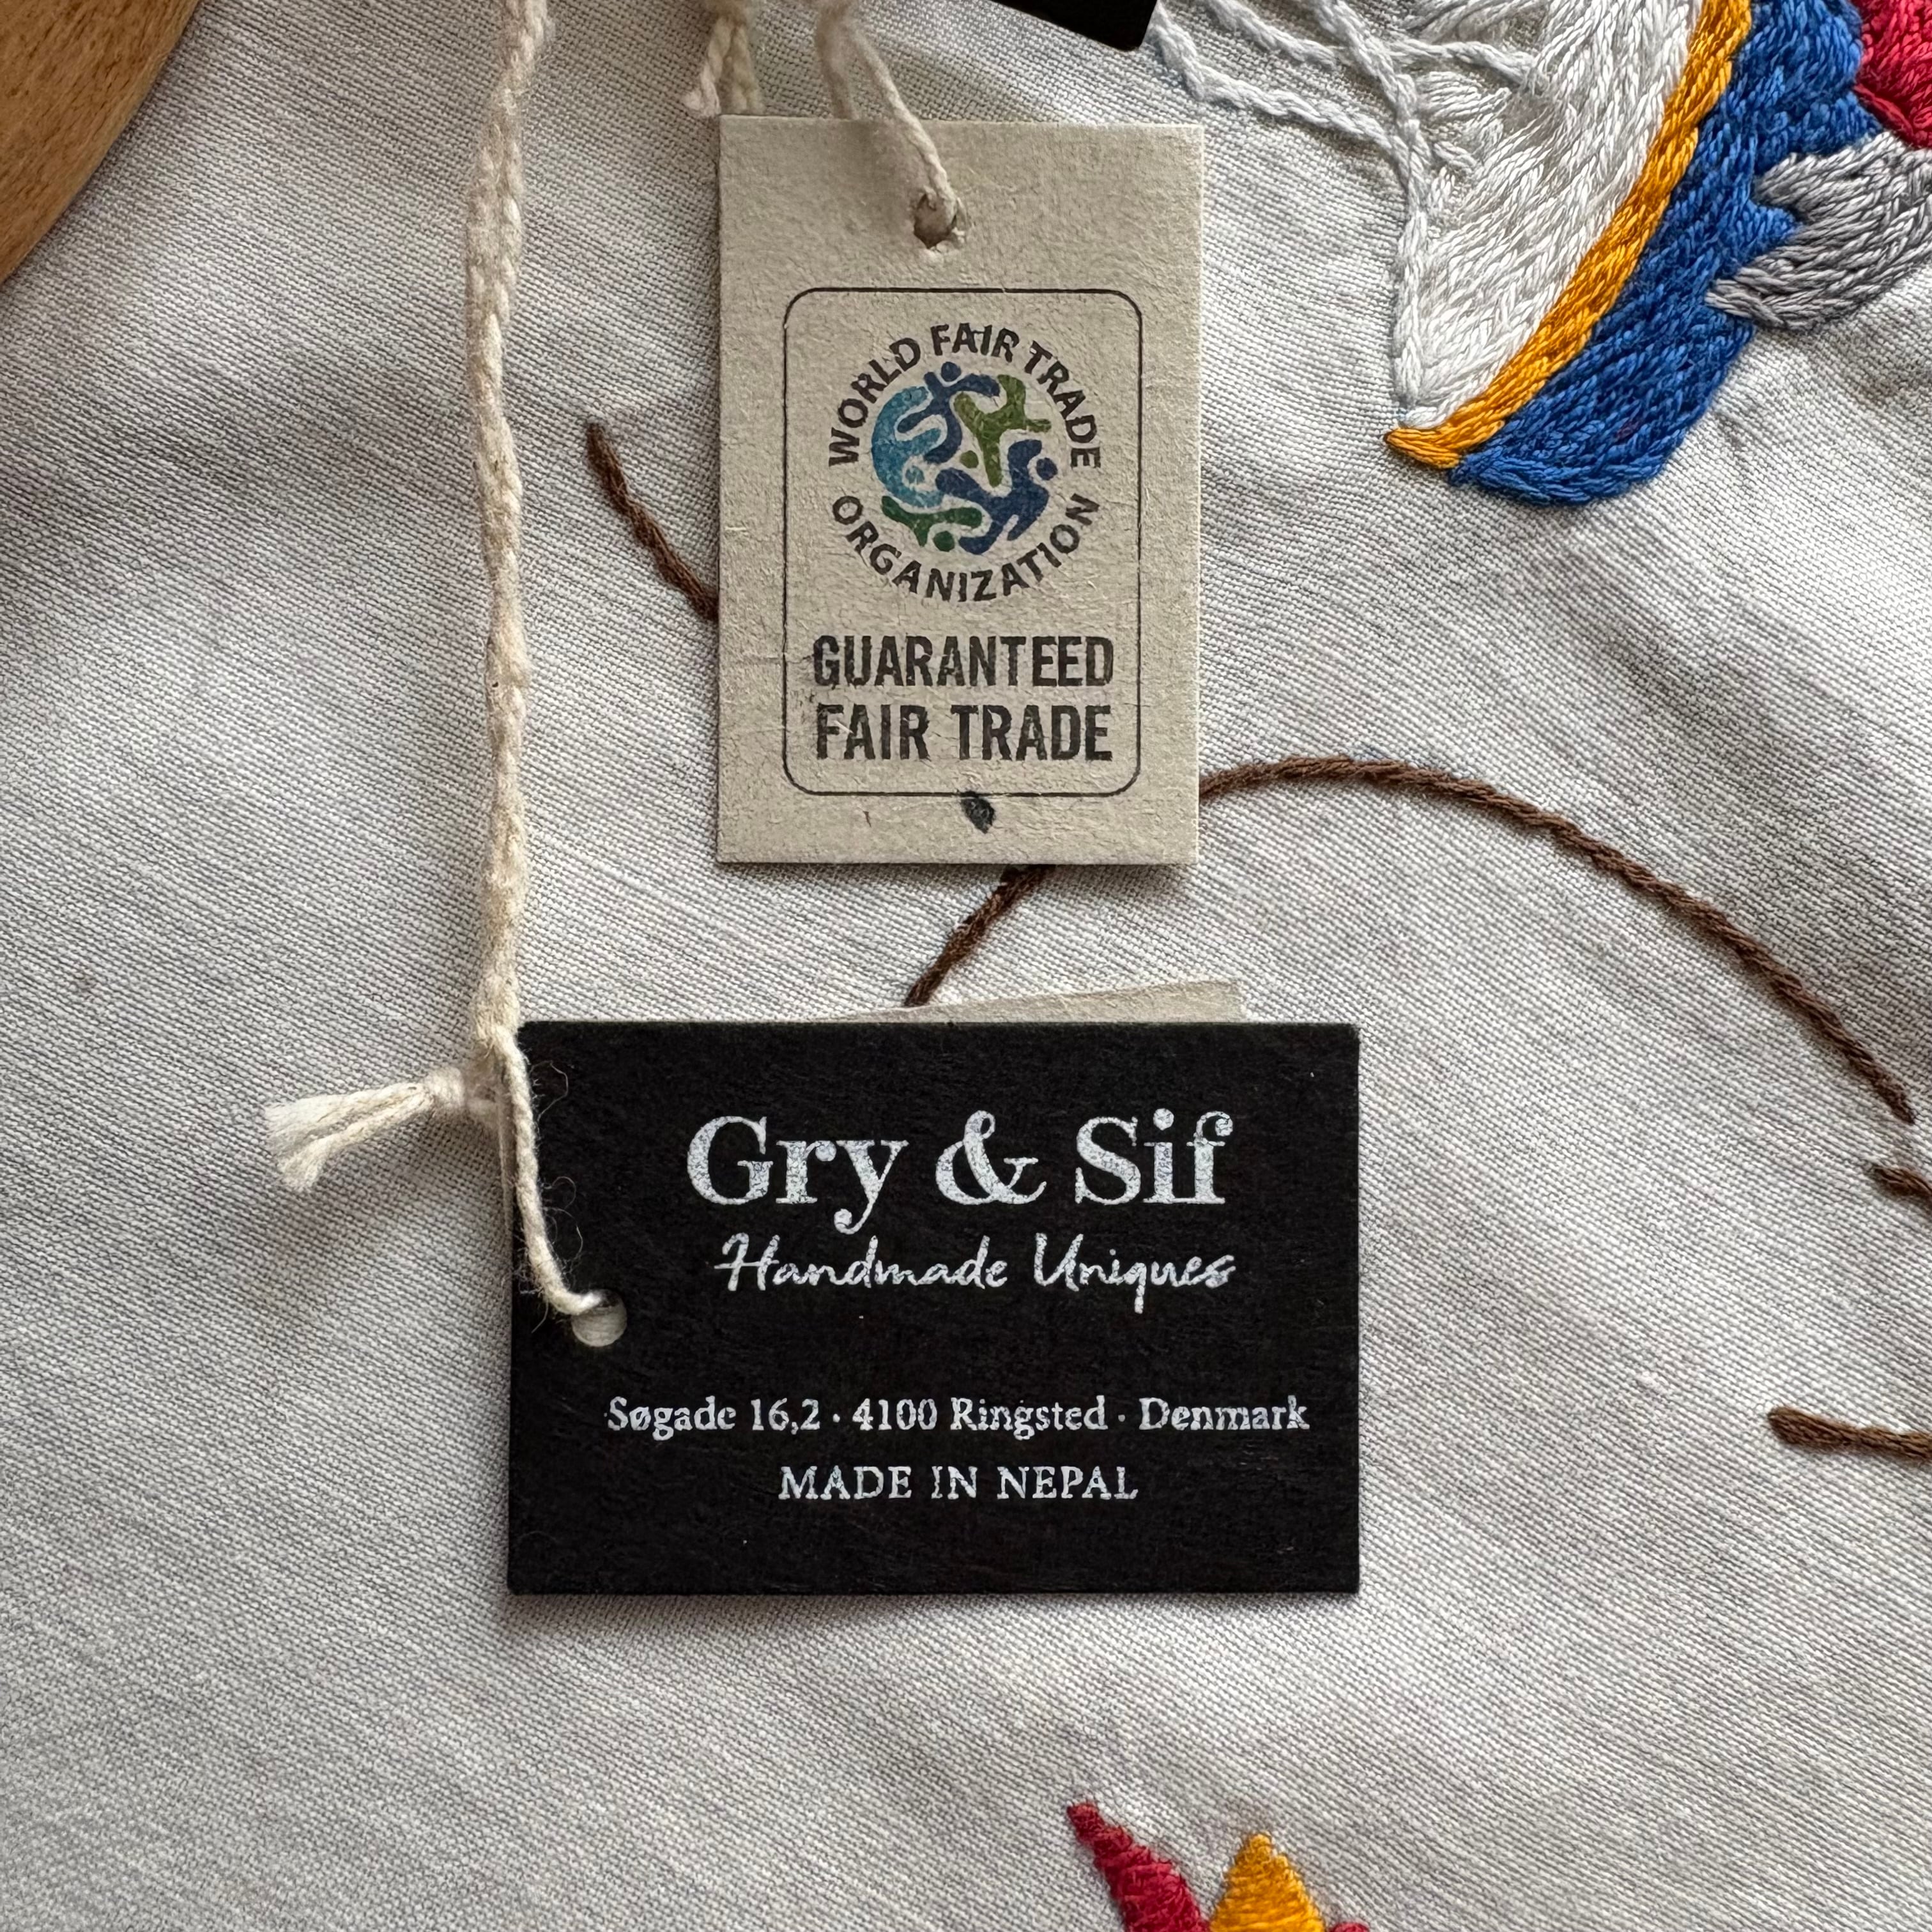 WORLD FAIR TRADE
ORGANIZATION
GUARANTEED
FAIR TRADE
Gry & Sif
Handmade Uniques
Søgade 16,2 · 4100 Ringsted · Denmark
MADE IN NEPAL